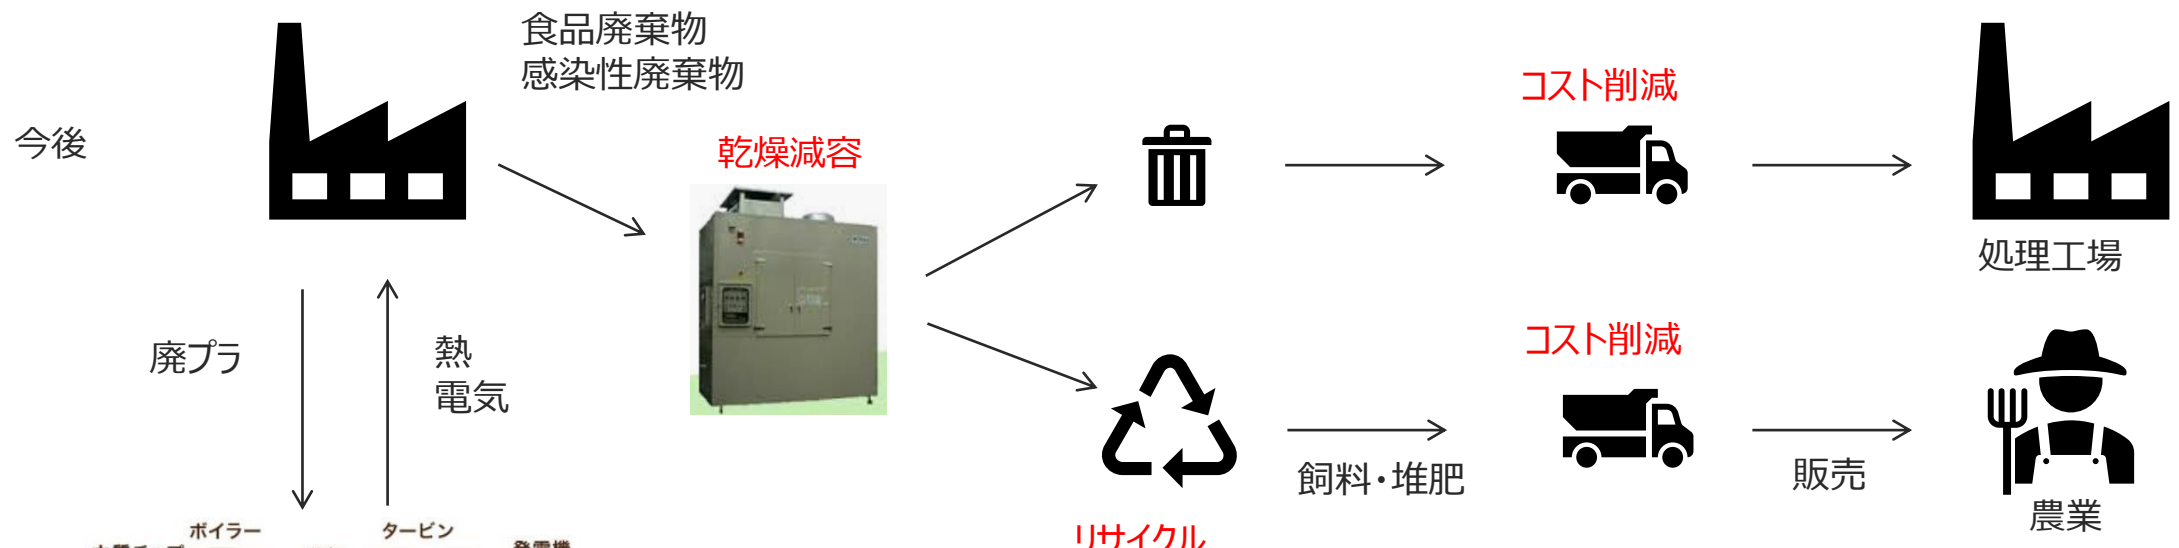 食品廃棄物
感染性廃棄物
コスト削減
今後
乾燥減容
処理工場
コスト削減
廃プラ
熱
電気
飼料・堆肥
販売
農業
ボイラー
タービン
リサイクル
発電機